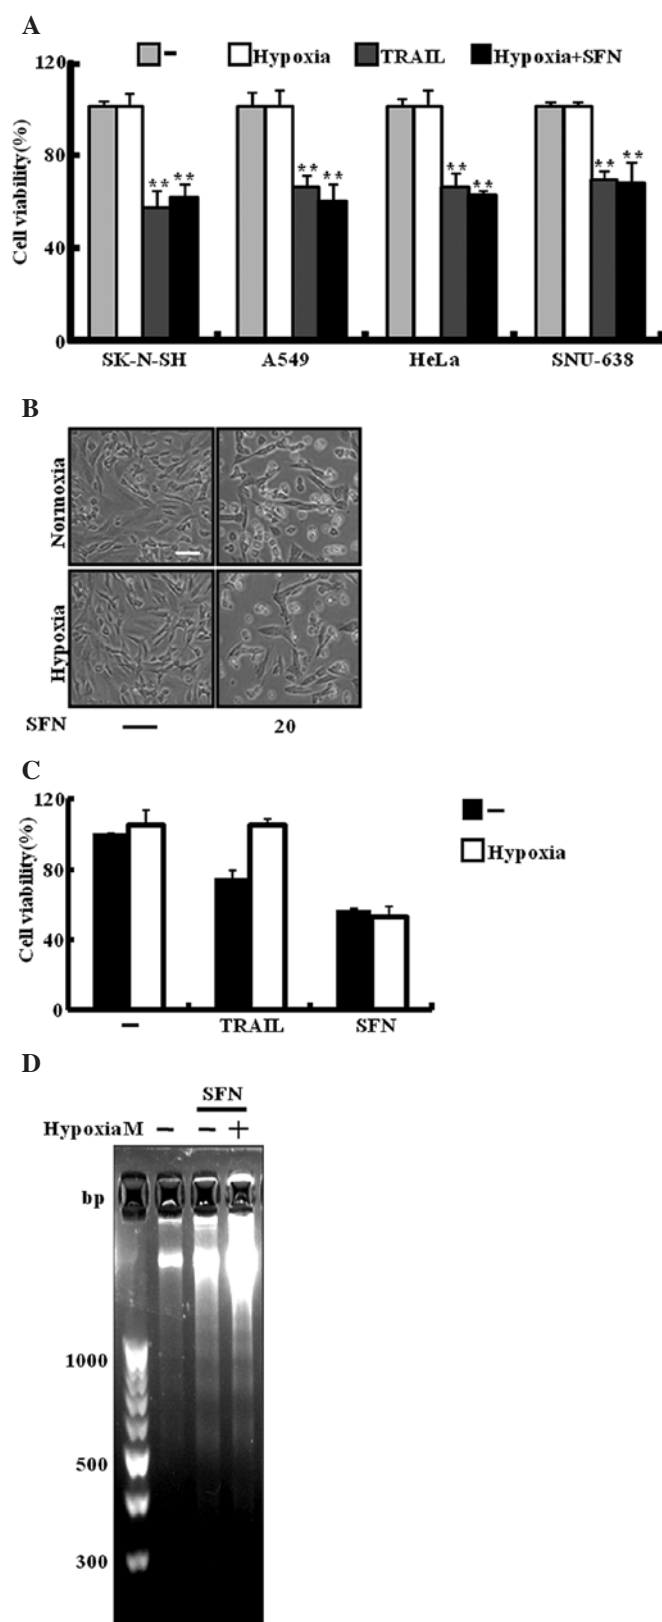 A
− Hypoxia TRAIL Hypoxia+SFN
120
80
40
0
Cell viability(%)
** ** ** ** ** ** ** **
SK-N-SH A549 HeLa SNU-638
B
Normoxia
Hypoxia
SFN — 20
C
120
80
40
0
Cell viability(%)
−
Hypoxia
− TRAIL SFN
D
SFN
Hypoxia M − − +
bp
1000
500
300